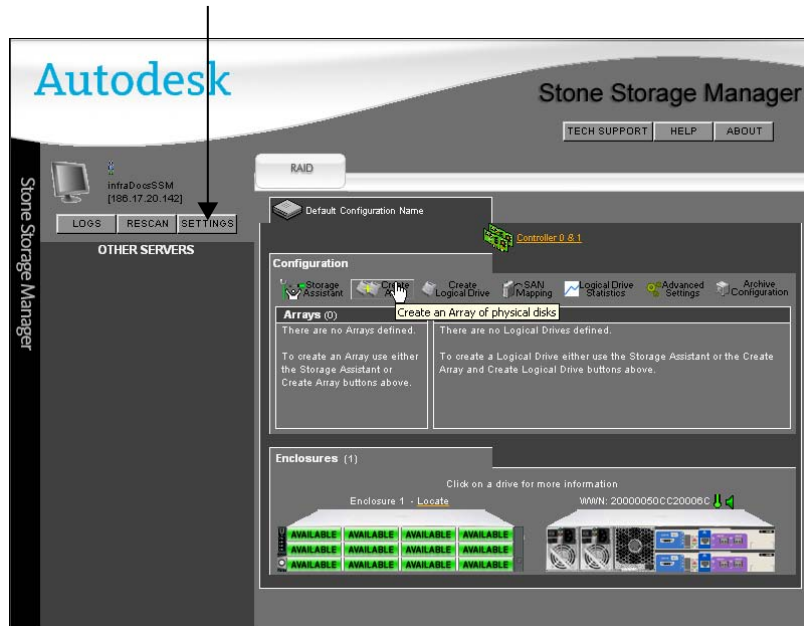 Autodesk
Stone Storage Manager
TECH SUPPORT HELP ABOUT
Stone Storage Manager
infraDocsSSM
[186.17.20.142]
LOGS RESCAN SETTINGS
OTHER SERVERS
RAID
Default Configuration Name
Controller 0 & 1
Configuration
Storage Assistant
Create
Create Logical Drive
SAN Mapping
Logical Drive Statistics
Advanced Settings
Archive Configuration
Create an Array of physical disks
Arrays (0)
There are no Arrays defined.
To create an Array use either
the Storage Assistant or
Create Array buttons above.
There are no Logical Drives defined.
To create a Logical Drive either use the Storage Assistant or the Create
Array and Create Logical Drive buttons above.
Enclosures (1)
Click on a drive for more information
Enclosure 1 - Locate
WWN: 20000050CC20006C
AVAILABLE AVAILABLE AVAILABLE AVAILABLE
AVAILABLE AVAILABLE AVAILABLE AVAILABLE
AVAILABLE AVAILABLE AVAILABLE AVAILABLE